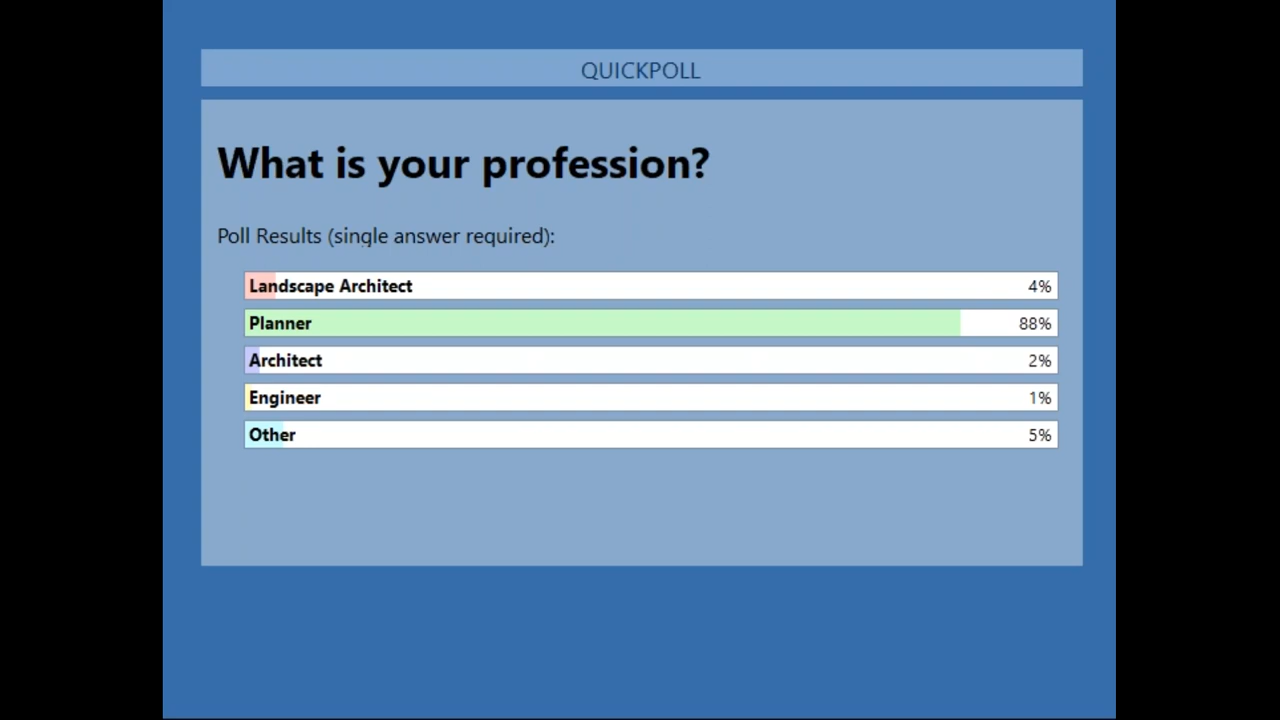 QUICKPOLL
What is your profession?
Poll Results (single answer required):
Landscape Architect 4%
Planner 88%
Architect 2%
Engineer 1%
Other 5%